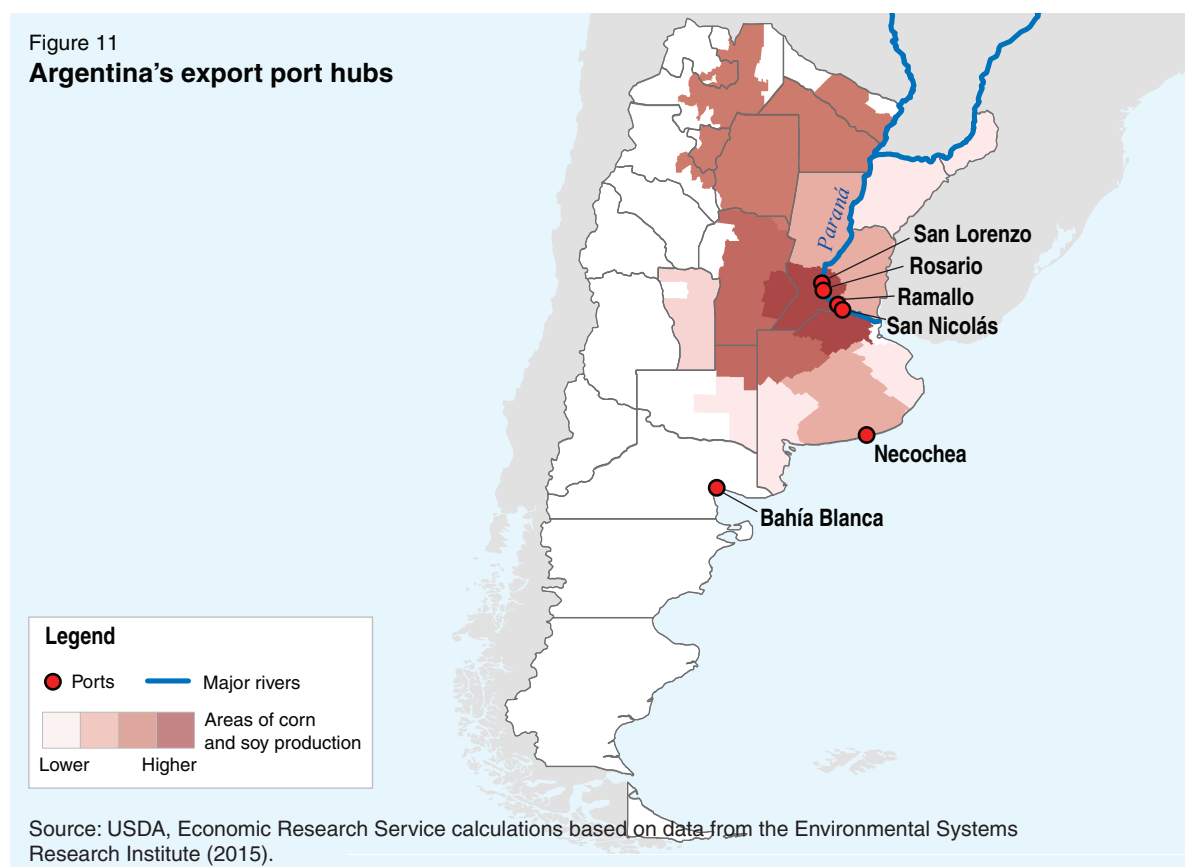 Figure 11
Argentina's export port hubs
Paraná
San Lorenzo
Rosario
Ramallo
San Nicolás
Necochea
Bahía Blanca
Legend
Ports
Major rivers
Areas of corn
and soy production
Lower
Higher
Source: USDA, Economic Research Service calculations based on data from the Environmental Systems
Research Institute (2015).